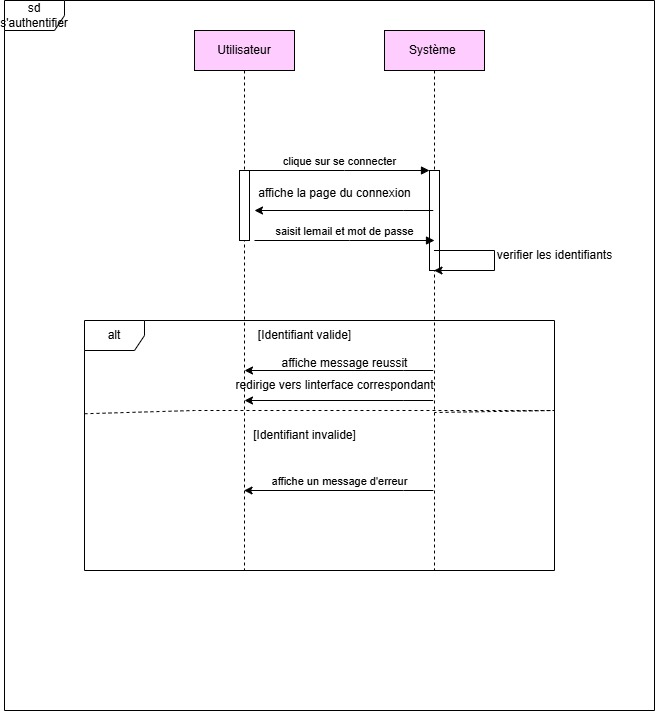 sd
s'authentifier
Utilisateur
Système
clique sur se connecter
affiche la page du connexion
saisit lemail et mot de passe
verifier les identifiants
alt
[Identifiant valide]
affiche message reussit
redirige vers linterface correspondant
[Identifiant invalide]
affiche un message d'erreur